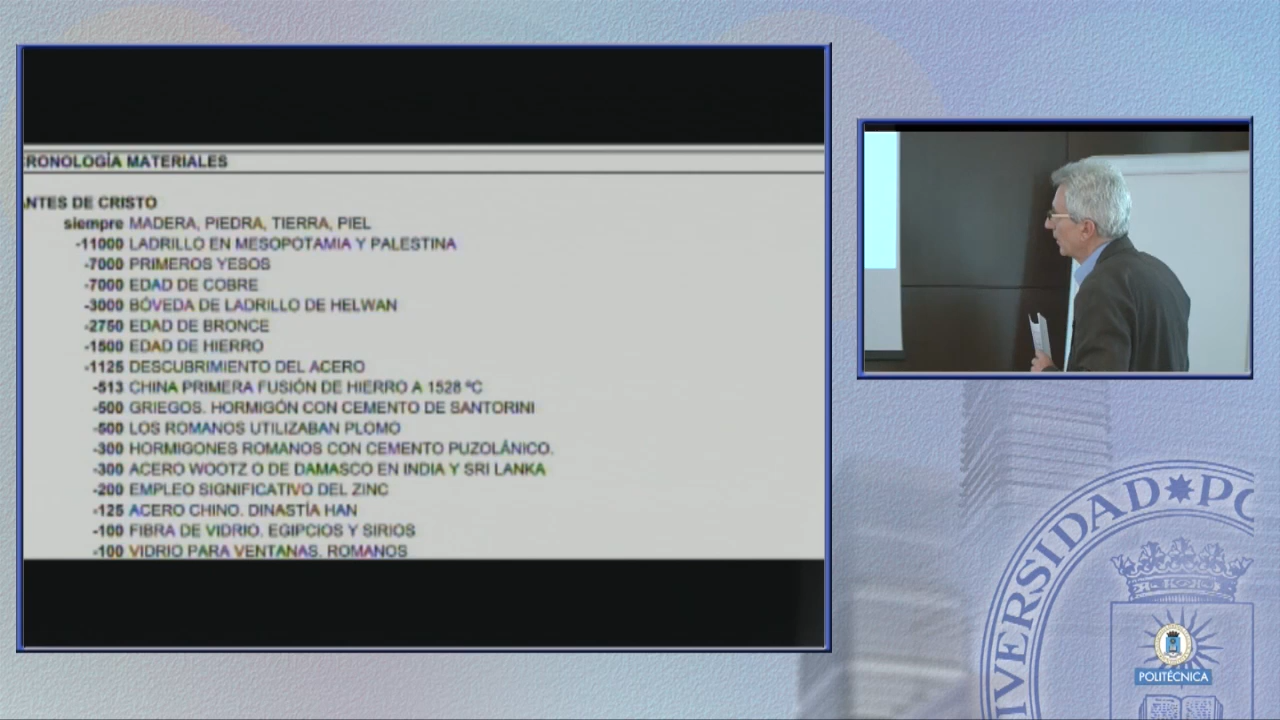 RONOLOGÍA MATERIALES
ANTES DE CRISTO
siempre MADERA, PIEDRA, TIERRA, PIEL
-11000 LADRILLO EN MESOPOTAMIA Y PALESTINA
-7000 PRIMEROS YESOS
-7000 EDAD DE COBRE
-3000 BÓVEDA DE LADRILLO DE HELWAN
-2750 EDAD DE BRONCE
-1500 EDAD DE HIERRO
-1125 DESCUBRIMIENTO DEL ACERO
-513 CHINA PRIMERA FUSIÓN DE HIERRO A 1528 ºC
-500 GRIEGOS. HORMIGÓN CON CEMENTO DE SANTORINI
-500 LOS ROMANOS UTILIZABAN PLOMO
-300 HORMIGONES ROMANOS CON CEMENTO PUZOLÁNICO.
-300 ACERO WOOTZ O DE DAMASCO EN INDIA Y SRI LANKA
-200 EMPLEO SIGNIFICATIVO DEL ZINC
-125 ACERO CHINO. DINASTÍA HAN
-100 FIBRA DE VIDRIO. EGIPCIOS Y SIRIOS
-100 VIDRIO PARA VENTANAS. ROMANOS
IVERSIDAD PO
POLITÉCNICA